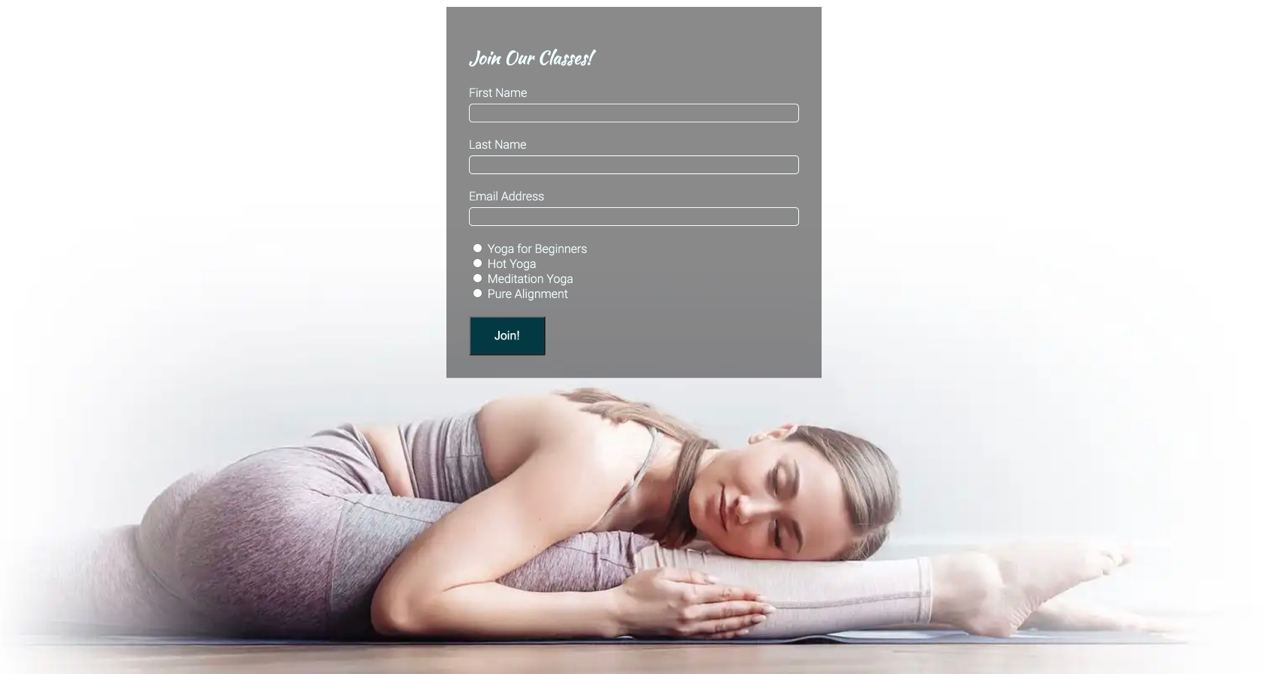 Join Our Classes!
First Name
Last Name
Email Address
Yoga for Beginners
Hot Yoga
Meditation Yoga
Pure Alignment
Join!